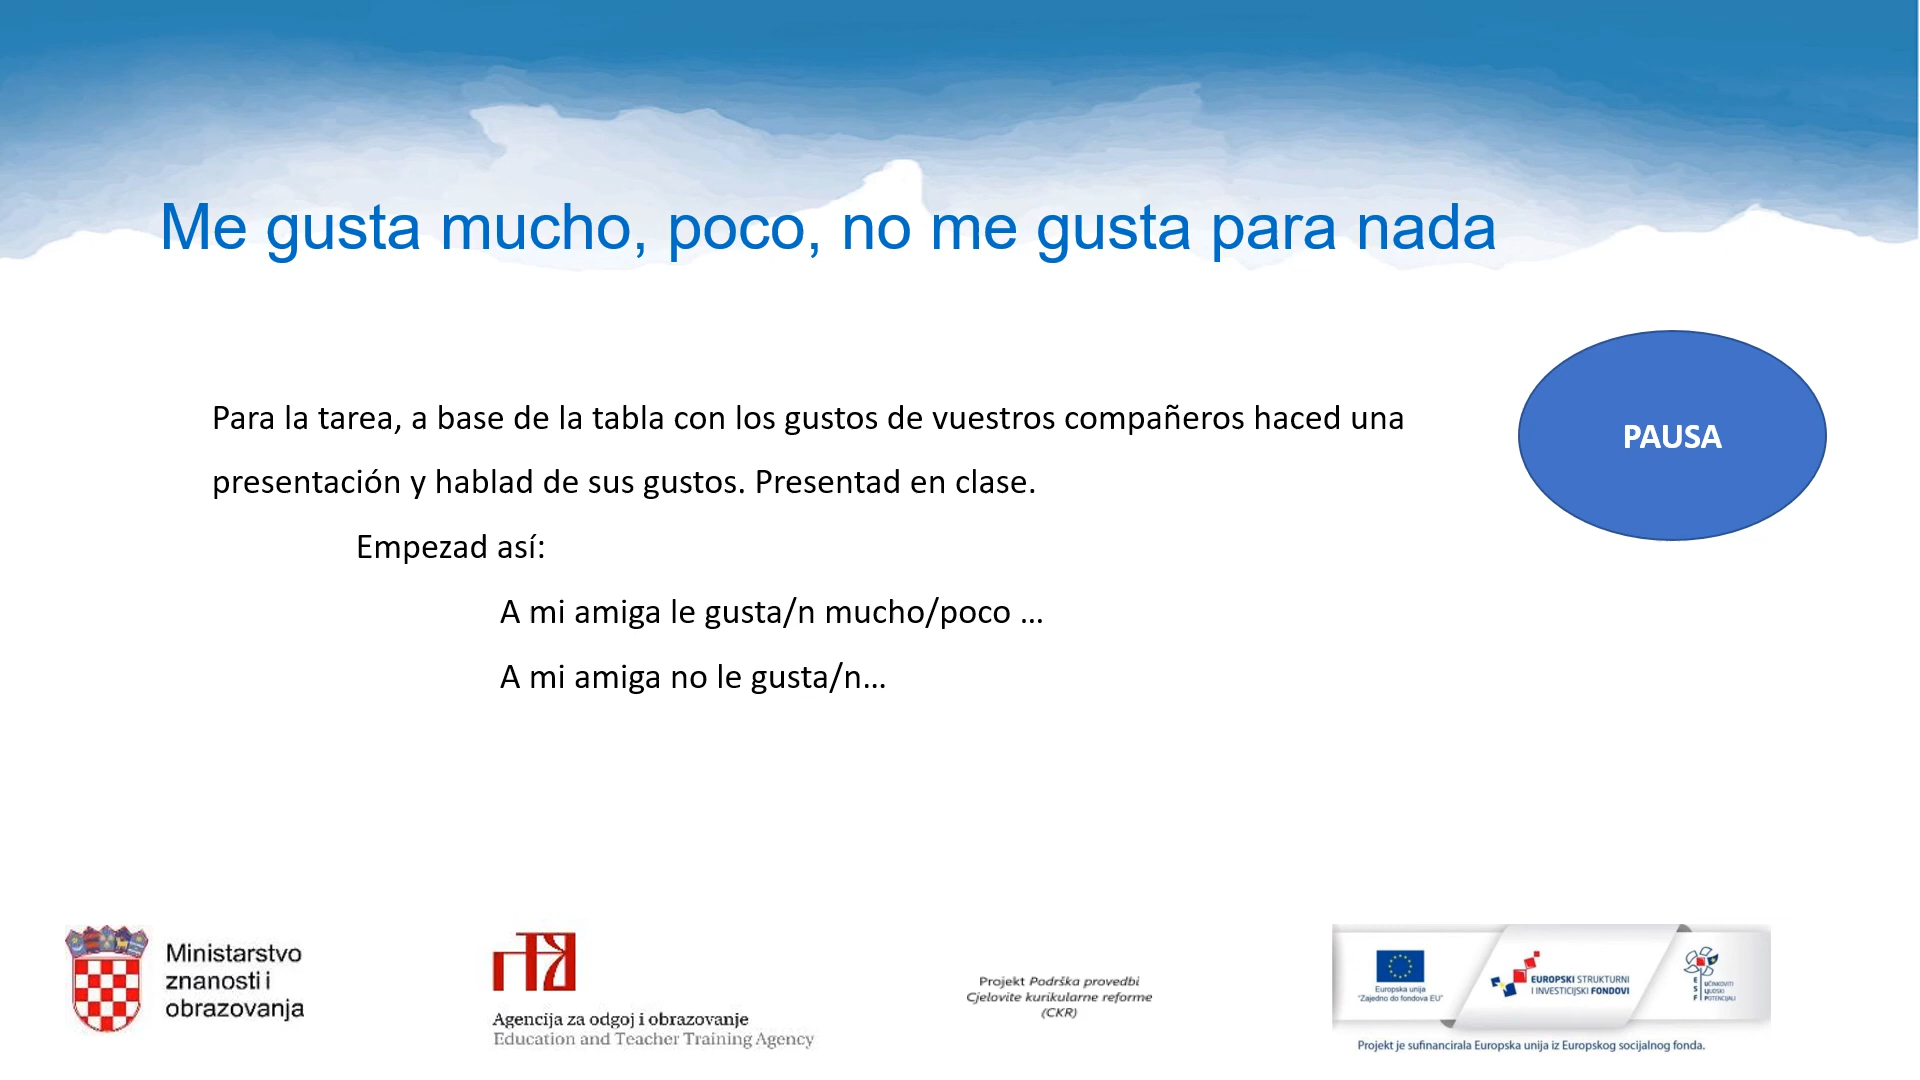 Me gusta mucho, poco, no me gusta para nada
Para la tarea, a base de la tabla con los gustos de vuestros compañeros haced una
presentación y hablad de sus gustos. Presentad en clase.
Empezad así:
A mi amiga le gusta/n mucho/poco …
A mi amiga no le gusta/n…
PAUSA
Ministarstvo
znanosti i
obrazovanja
Agencija za odgoj i obrazovanje
Education and Teacher Training Agency
Projekt Podrška provedbi
Cjelovite kurikularne reforme
(CKR)
Europska unija
"Zajedno do fondova EU"
EUROPSKI STRUKTURNI
I INVESTICIJSKI FONDOVI
ESF
UČINKOVITI
LJUDSKI
POTENCIJALI
Projekt je sufinancirala Europska unija iz Europskog socijalnog fonda.